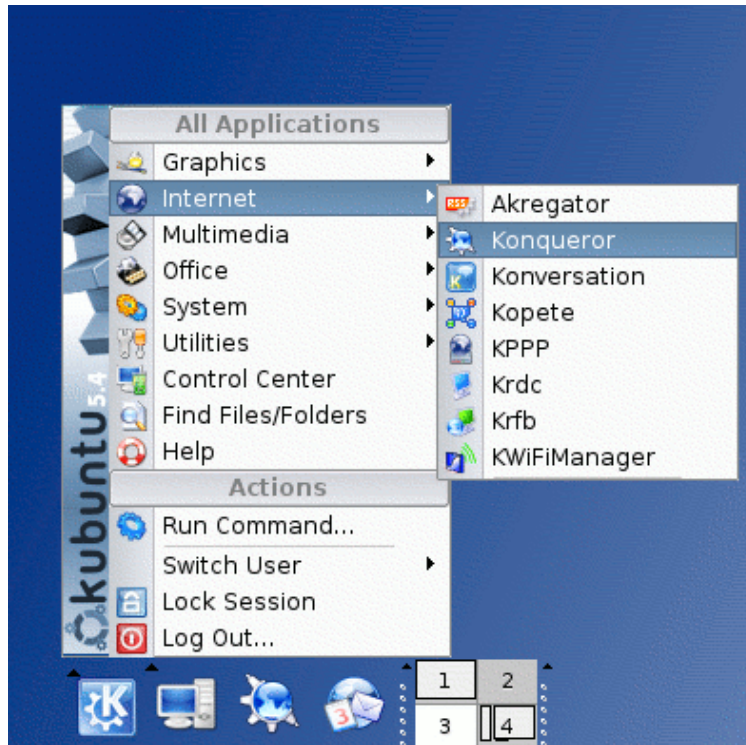 All Applications
Graphics
Internet
Multimedia
Office
System
Utilities
Control Center
Find Files/Folders
Help
Actions
Run Command...
Switch User
Lock Session
Log Out...
kubuntu 5.4
RSS
Akregator
Konqueror
K
Konversation
Kopete
KPPP
Krdc
Krfb
KWiFiManager
K
3
1
2
3
4